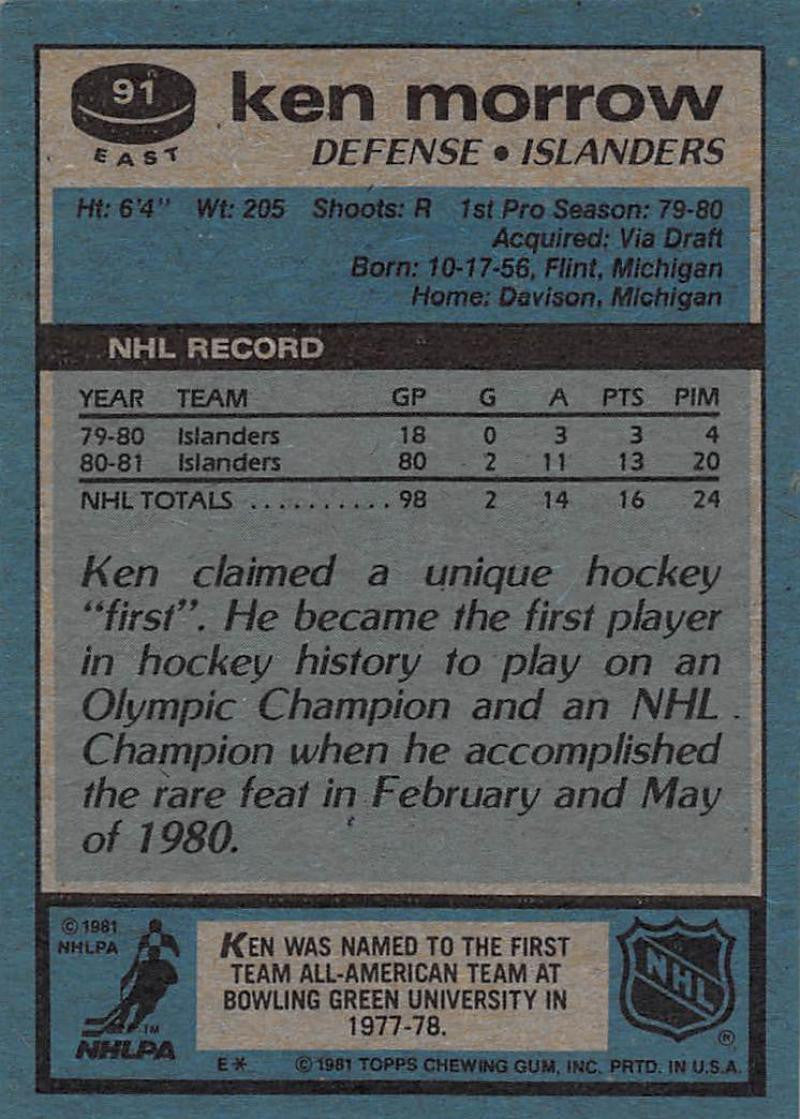 91
EAST
ken morrow
DEFENSE • ISLANDERS
Ht: 6'4" Wt: 205 Shoots: R 1st Pro Season: 79-80
Acquired: Via Draft
Born: 10-17-56, Flint, Michigan
Home: Davison, Michigan
NHL RECORD
YEAR TEAM GP G A PTS PIM
79-80 Islanders 18 0 3 3 4
80-81 Islanders 80 2 11 13 20
NHL TOTALS .......... 98 2 14 16 24
Ken claimed a unique hockey
“first”. He became the first player
in hockey history to play on an
Olympic Champion and an NHL
Champion when he accomplished
the rare feat in February and May
of 1980.
© 1981
NHLPA
TM
NHLPA
KEN WAS NAMED TO THE FIRST
TEAM ALL-AMERICAN TEAM AT
BOWLING GREEN UNIVERSITY IN
1977-78.
NHL
®
E* © 1981 TOPPS CHEWING GUM, INC. PRTD. IN U.S.A.